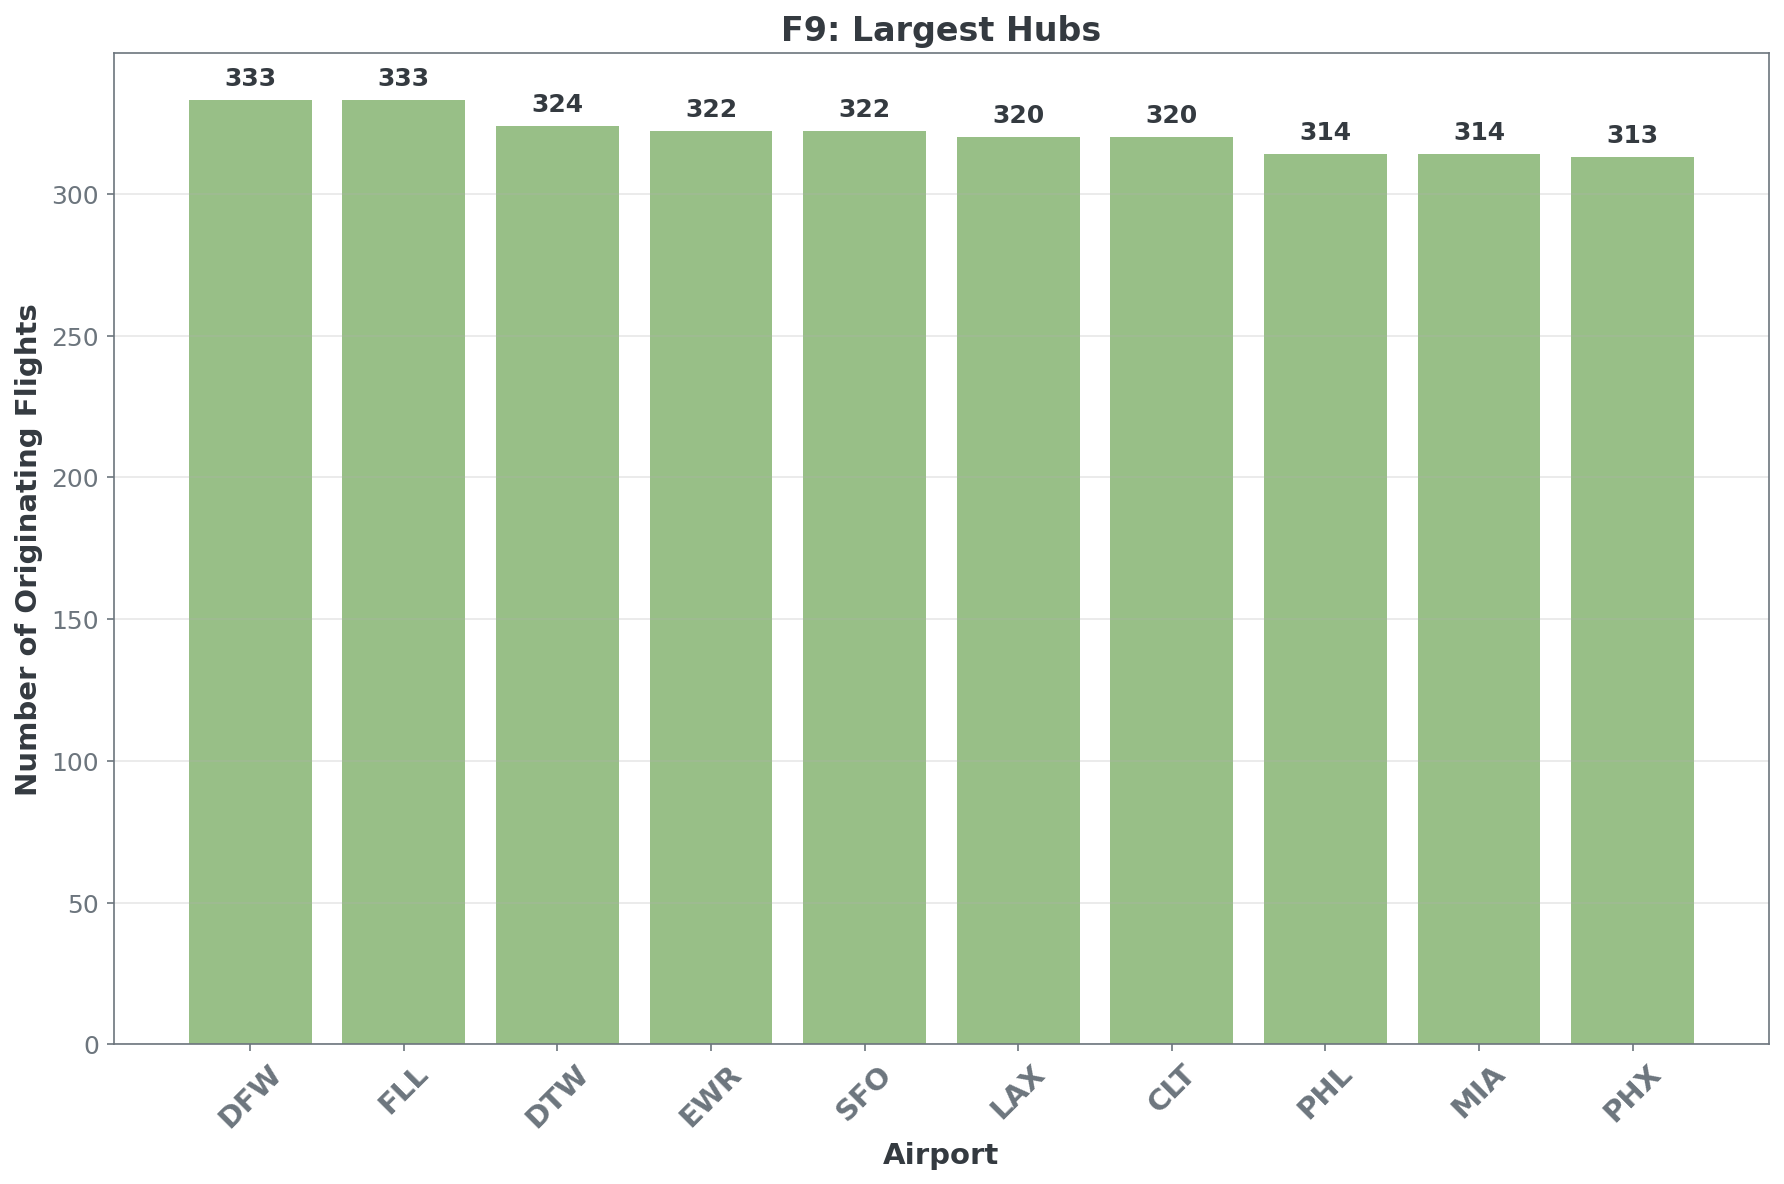 F9: Largest Hubs
333 333 324 322 322 320 320 314 314 313
Number of Originating Flights
300
250
200
150
100
50
0
DFW FLL DTW EWR SFO LAX CLT PHL MIA PHX
Airport